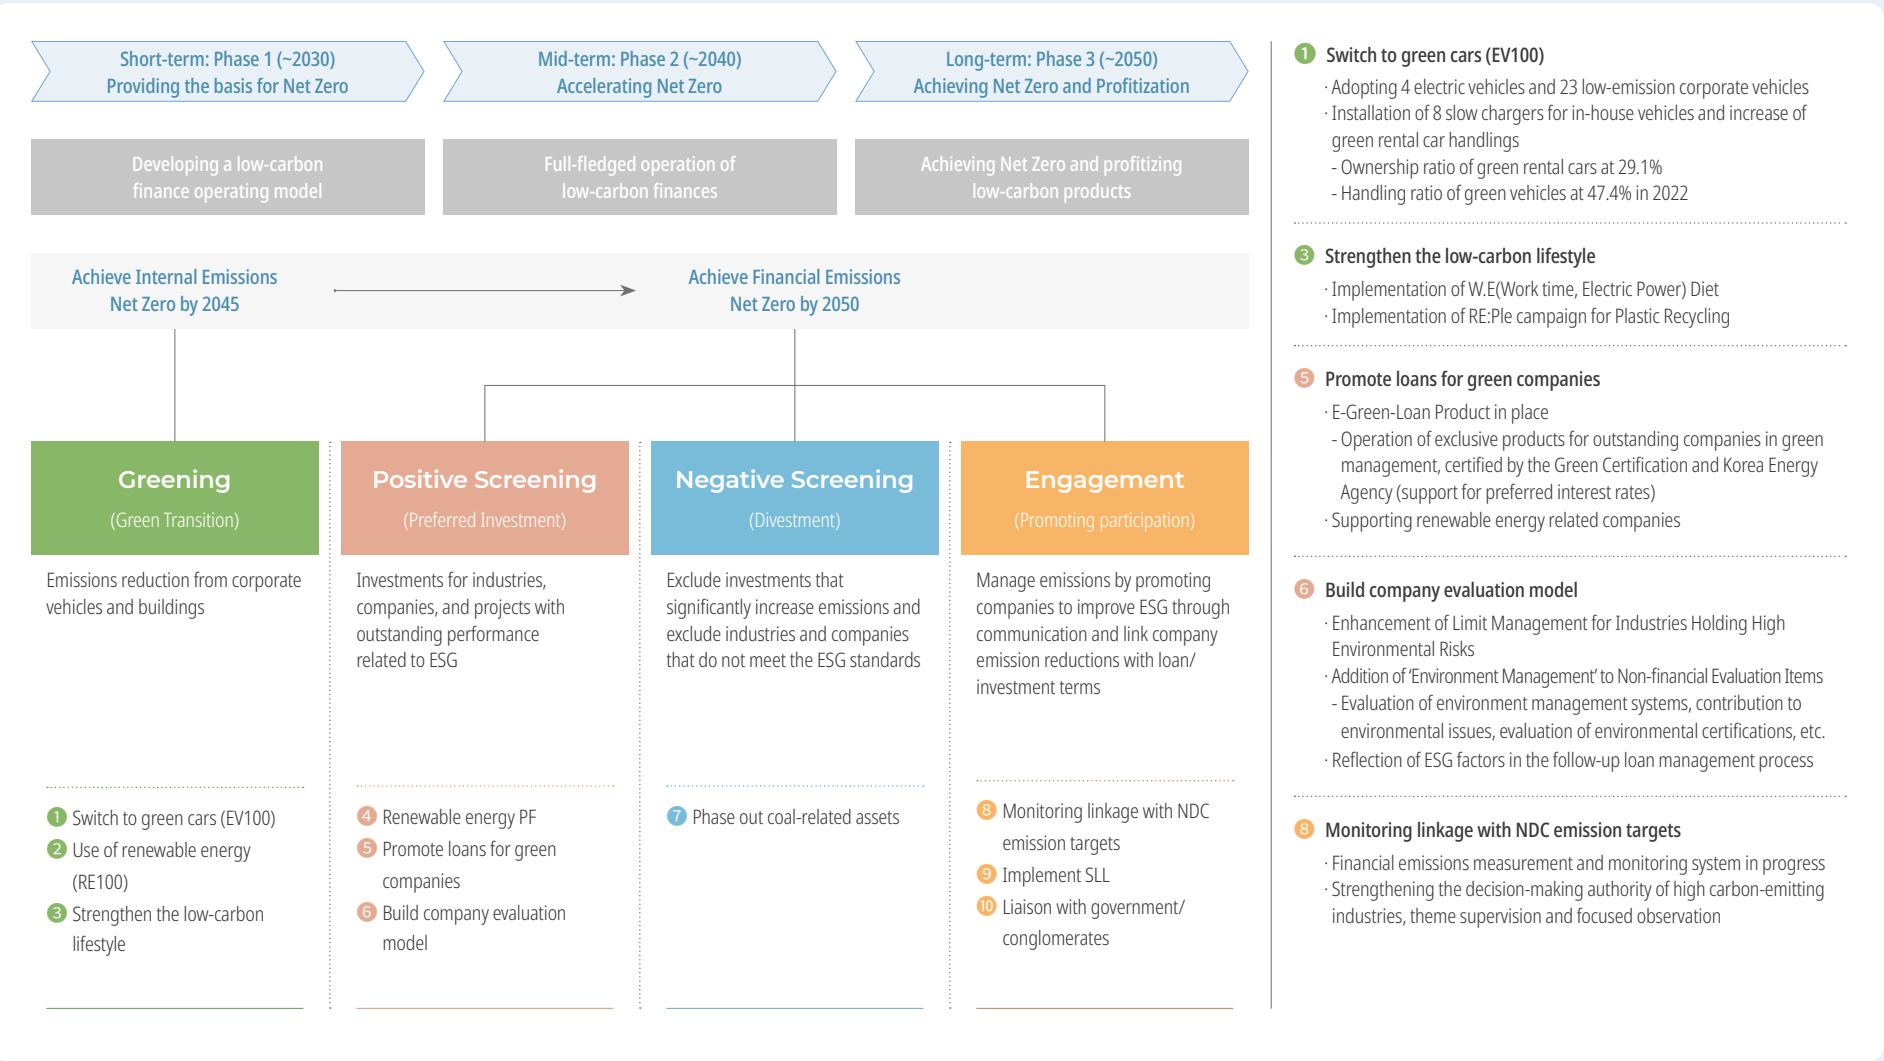 Short-term: Phase 1 (~2030)
Providing the basis for Net Zero
Mid-term: Phase 2 (~2040)
Accelerating Net Zero
Long-term: Phase 3 (~2050)
Achieving Net Zero and Profitization
Developing a low-carbon
finance operating model
Full-fledged operation of
low-carbon finances
Achieving Net Zero and profitizing
low-carbon products
Achieve Internal Emissions
Net Zero by 2045
Achieve Financial Emissions
Net Zero by 2050
Greening
(Green Transition)
Emissions reduction from corporate
vehicles and buildings
1 Switch to green cars (EV100)
2 Use of renewable energy
(RE100)
3 Strengthen the low-carbon
lifestyle
Positive Screening
(Preferred Investment)
Investments for industries,
companies, and projects with
outstanding performance
related to ESG
4 Renewable energy PF
5 Promote loans for green
companies
6 Build company evaluation
model
Negative Screening
(Divestment)
Exclude investments that
significantly increase emissions and
exclude industries and companies
that do not meet the ESG standards
7 Phase out coal-related assets
Engagement
(Promoting participation)
Manage emissions by promoting
companies to improve ESG through
communication and link company
emission reductions with loan/
investment terms
8 Monitoring linkage with NDC
emission targets
9 Implement SLL
10 Liaison with government/
conglomerates
1 Switch to green cars (EV100)
· Adopting 4 electric vehicles and 23 low-emission corporate vehicles
· Installation of 8 slow chargers for in-house vehicles and increase of
green rental car handlings
- Ownership ratio of green rental cars at 29.1%
- Handling ratio of green vehicles at 47.4% in 2022
3 Strengthen the low-carbon lifestyle
· Implementation of W.E(Work time, Electric Power) Diet
· Implementation of RE:Ple campaign for Plastic Recycling
5 Promote loans for green companies
· E-Green-Loan Product in place
- Operation of exclusive products for outstanding companies in green
management, certified by the Green Certification and Korea Energy
Agency (support for preferred interest rates)
· Supporting renewable energy related companies
6 Build company evaluation model
· Enhancement of Limit Management for Industries Holding High
Environmental Risks
· Addition of ‘Environment Management’ to Non-financial Evaluation Items
- Evaluation of environment management systems, contribution to
environmental issues, evaluation of environmental certifications, etc.
· Reflection of ESG factors in the follow-up loan management process
8 Monitoring linkage with NDC emission targets
· Financial emissions measurement and monitoring system in progress
· Strengthening the decision-making authority of high carbon-emitting
industries, theme supervision and focused observation